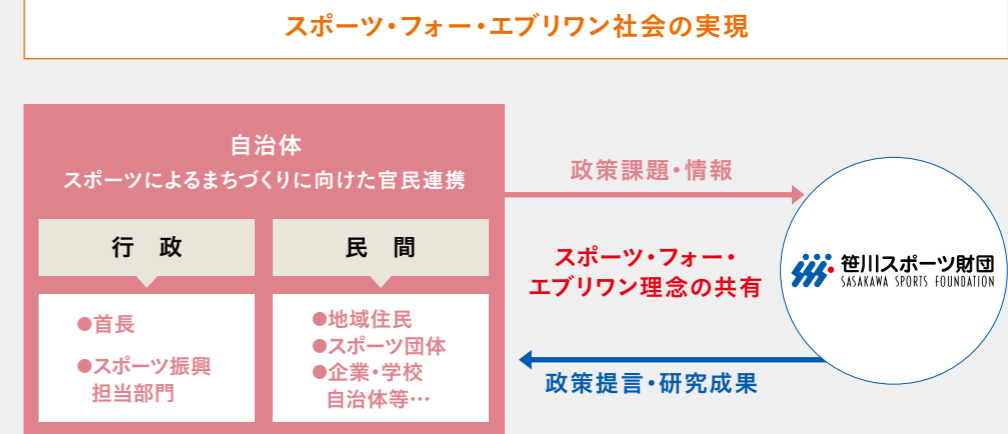 スポーツ・フォー・エブリワン社会の実現
自治体
スポーツによるまちづくりに向けた官民連携
行　政
●首長
●スポーツ振興
担当部門
民　間
●地域住民
●スポーツ団体
●企業・学校
自治体等…
政策課題・情報
スポーツ・フォー・
エブリワン理念の共有
政策提言・研究成果
笹川スポーツ財団
SASAKAWA SPORTS FOUNDATION